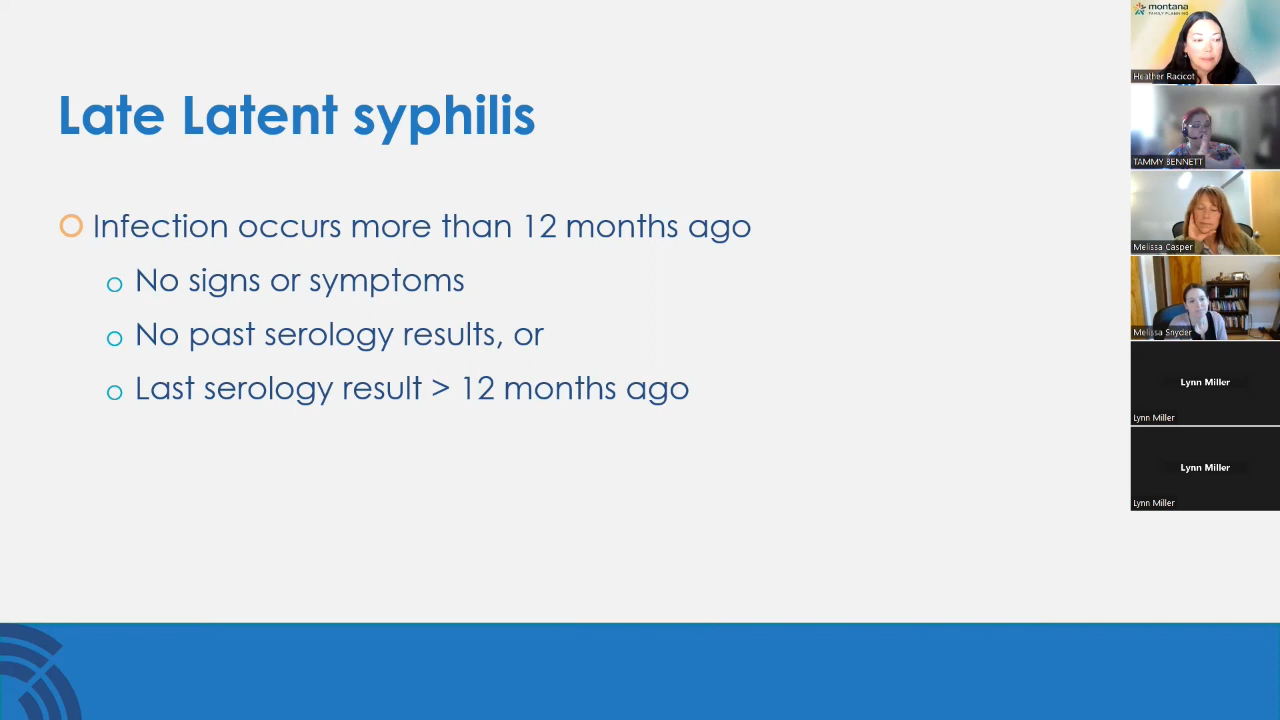 Late Latent syphilis
Infection occurs more than 12 months ago
No signs or symptoms
No past serology results, or
Last serology result > 12 months ago
montana
FAMILY PLANNING
Heather Racicot
TAMMY BENNETT
Melissa Casper
Melissa Snyder
Lynn Miller
Lynn Miller
Lynn Miller
Lynn Miller